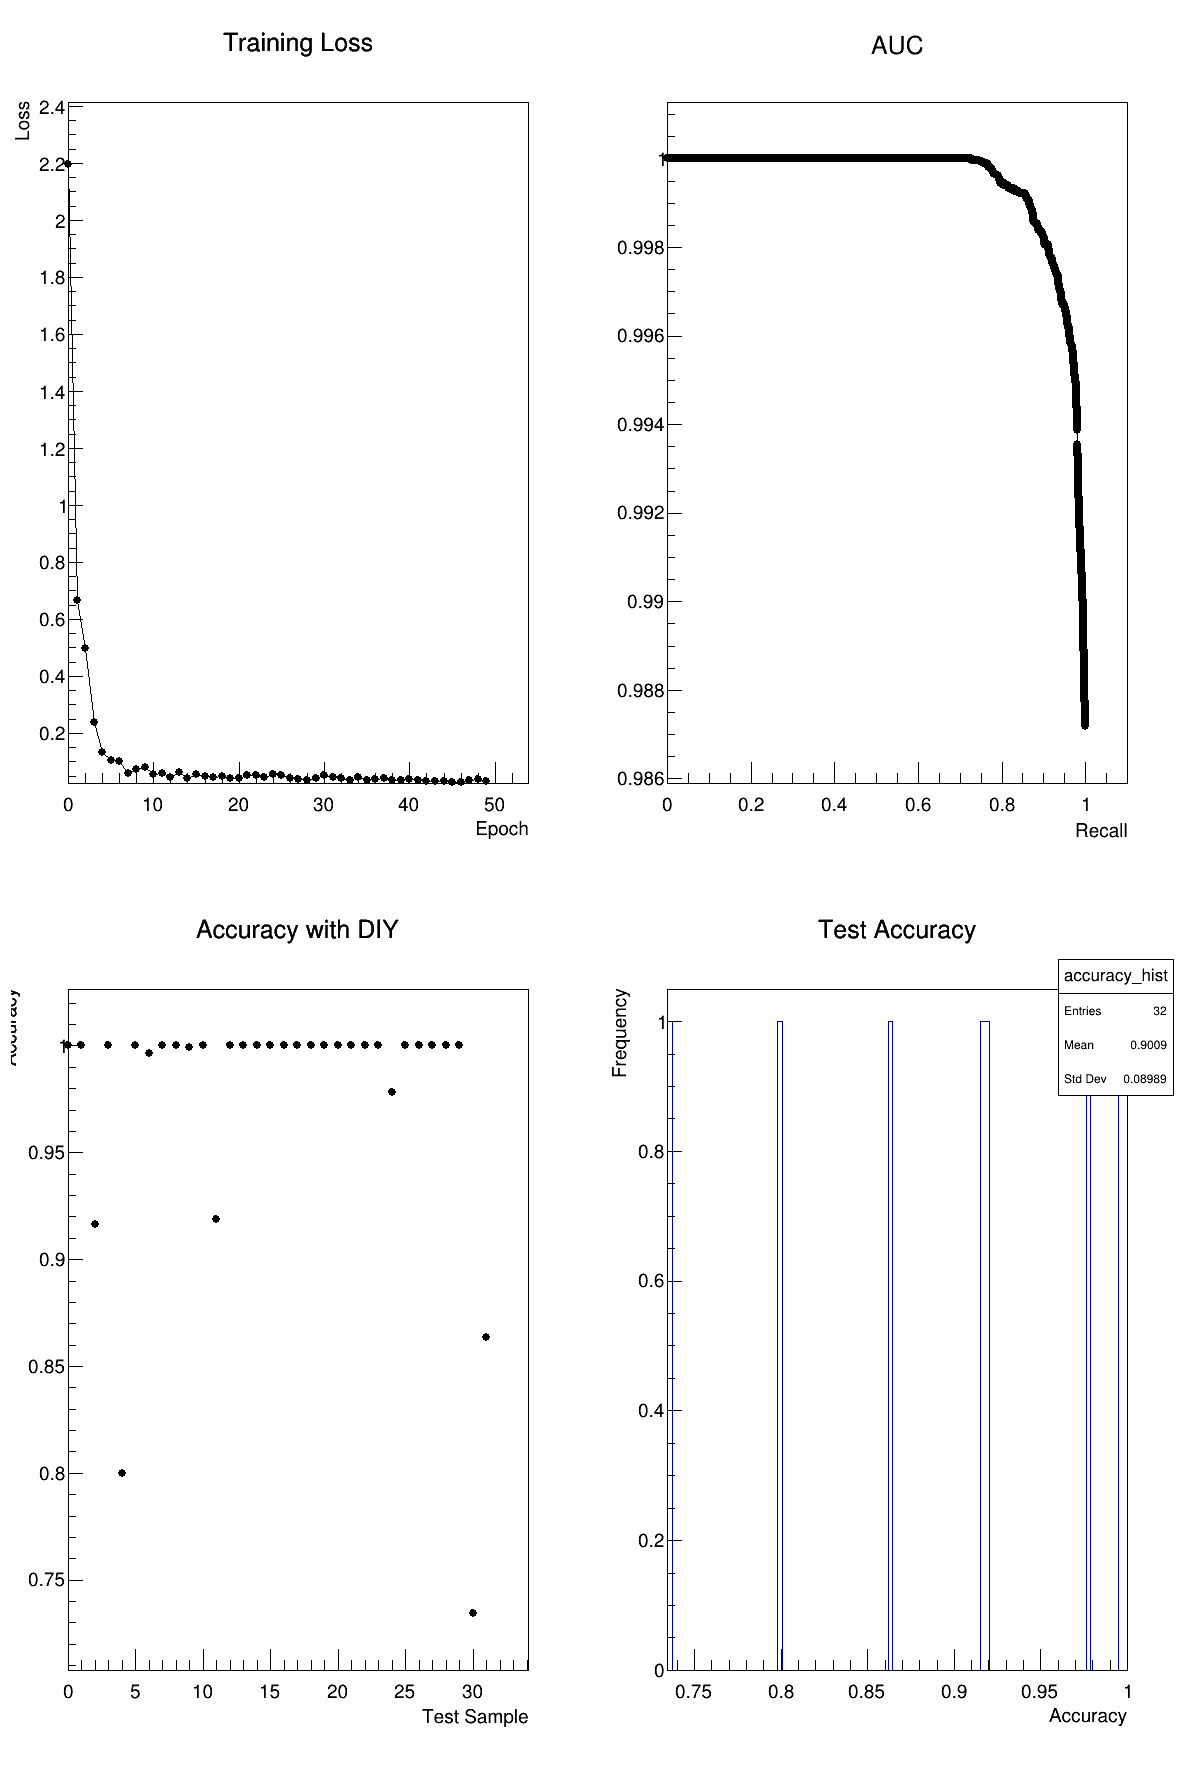 Training Loss
Loss
2.4
2.2
2
1.8
1.6
1.4
1.2
1
0.8
0.6
0.4
0.2
0 10 20 30 40 50
Epoch
AUC
1
0.998
0.996
0.994
0.992
0.99
0.988
0.986
0 0.2 0.4 0.6 0.8 1
Recall
Accuracy with DIY
Accuracy
1
0.95
0.9
0.85
0.8
0.75
0 5 10 15 20 25 30
Test Sample
Test Accuracy
accuracy_hist
Entries 32
Mean 0.9009
Std Dev 0.08989
Frequency
1
0.8
0.6
0.4
0.2
0
0.75 0.8 0.85 0.9 0.95 1
Accuracy